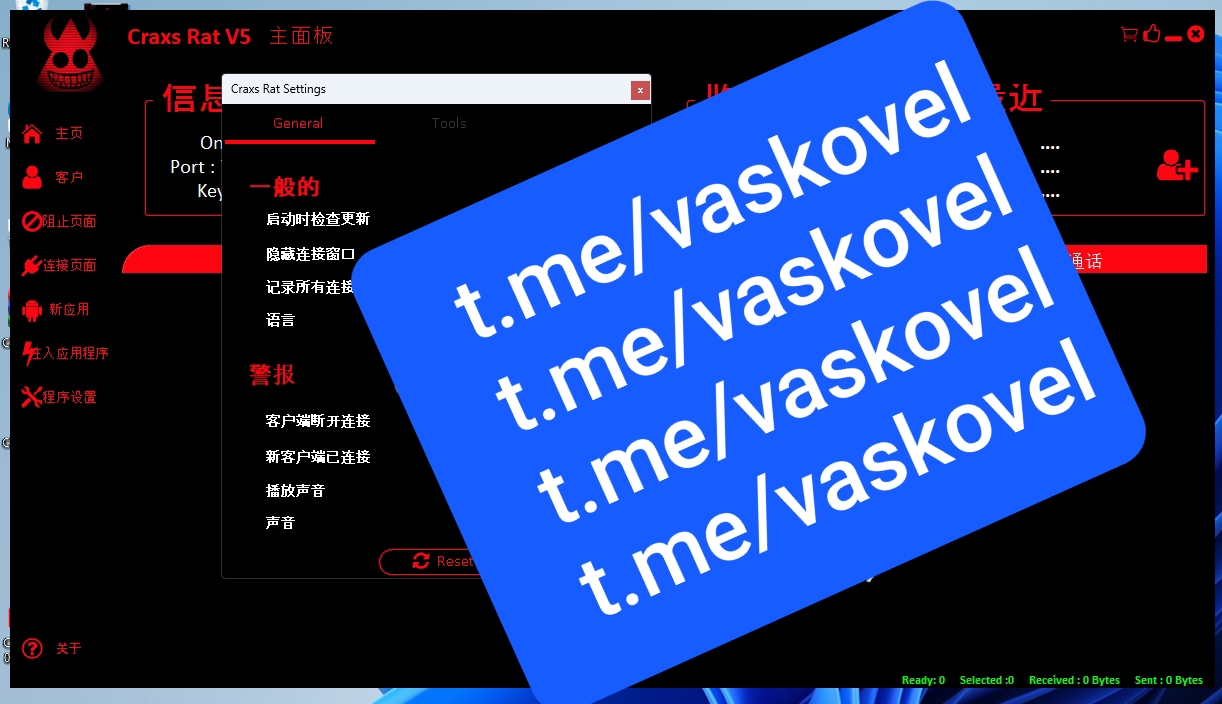 Craxs Rat V5 主面板
Craxs Rat Settings
x
General
Tools
信息
最近
主页
客户
阻止页面
连接页面
新应用
注入应用程序
程序设置
关于
On
Port :
Key
....
....
....
通话
一般的
启动时检查更新
隐藏连接窗口
记录所有连接
语言
警报
客户端断开连接
新客户端已连接
播放声音
声音
Reset
t.me/vaskovel
t.me/vaskovel
t.me/vaskovel
t.me/vaskovel
Ready: 0 Selected :0 Received : 0 Bytes Sent : 0 Bytes